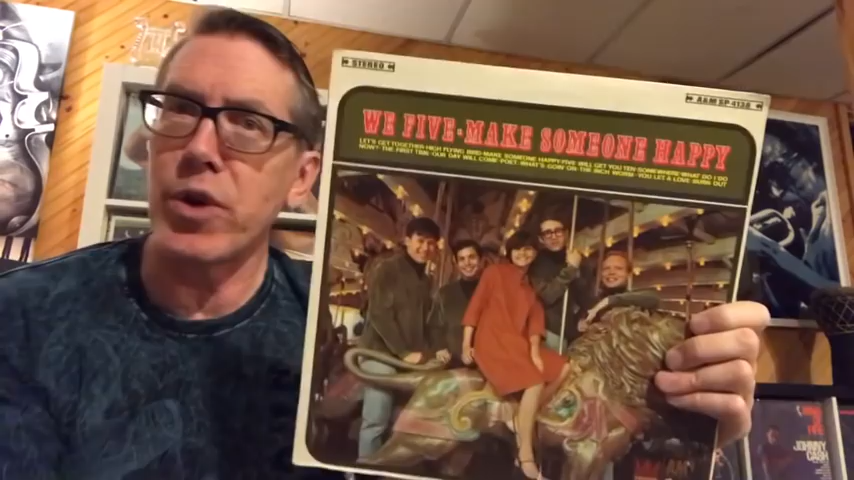 STEREO
A&M SP-4138
WE FIVE·MAKE SOMEONE HAPPY
LET'S GET TOGETHER·HIGH FLYING BIRD·MAKE SOMEONE HAPPY·FIVE WILL GET YOU TEN·SOMEWHERE·WHAT DO I DO
NOW?·THE FIRST TIME·OUR DAY WILL COME·POET·WHAT'S GOIN' ON·THE INCH WORM·YOU LET A LOVE BURN OUT
JOHNNY
CASH